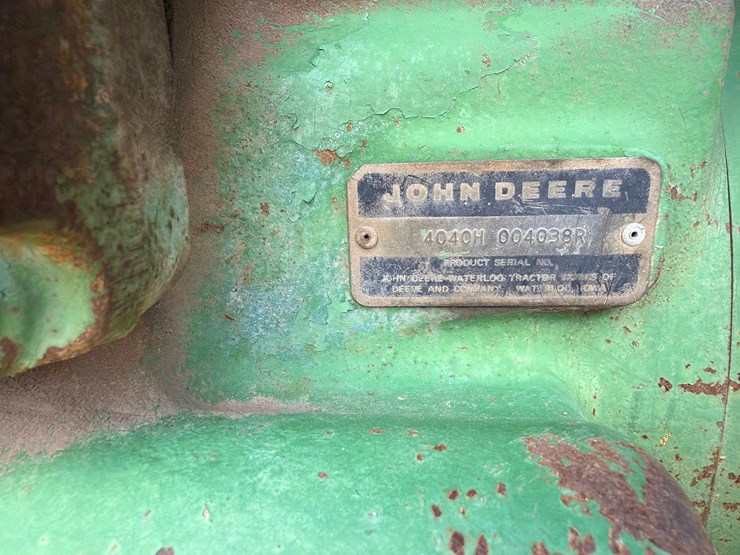 JOHN DEERE
4040H 004038R
PRODUCT SERIAL NO.
JOHN DEERE WATERLOO TRACTOR WORKS OF
DEERE AND COMPANY, WATERLOO, IOWA